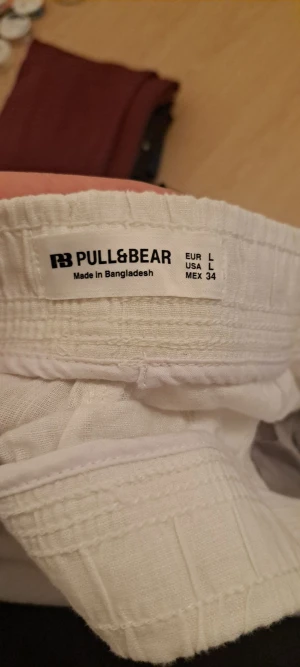 PB PULL&BEAR
Made in Bangladesh
EUR L
USA L
MEX 34